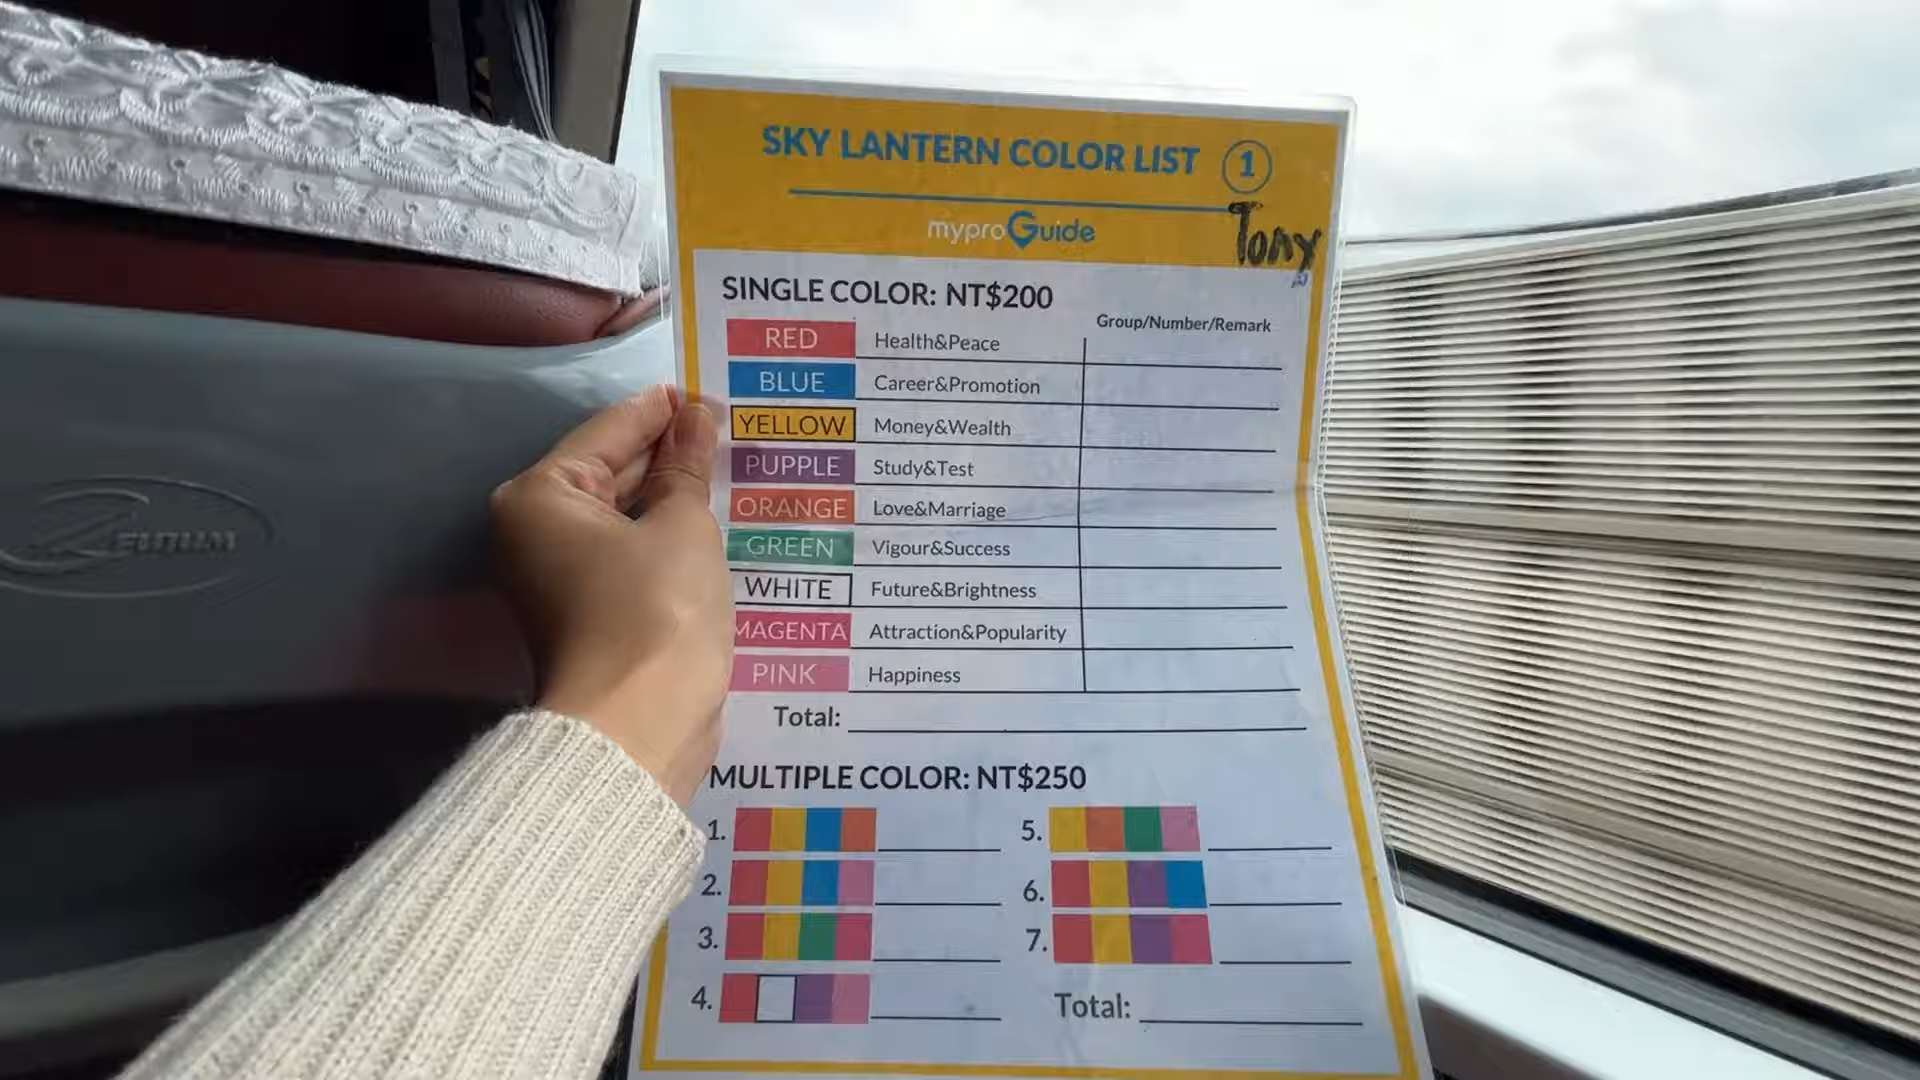 SKY LANTERN COLOR LIST 1
myproGuide
Tony
SINGLE COLOR: NT$200
Group/Number/Remark
RED Health&Peace
BLUE Career&Promotion
YELLOW Money&Wealth
PUPPLE Study&Test
ORANGE Love&Marriage
GREEN Vigour&Success
WHITE Future&Brightness
MAGENTA Attraction&Popularity
PINK Happiness
Total:
MULTIPLE COLOR: NT$250
1. 5.
2. 6.
3. 7.
4. Total: